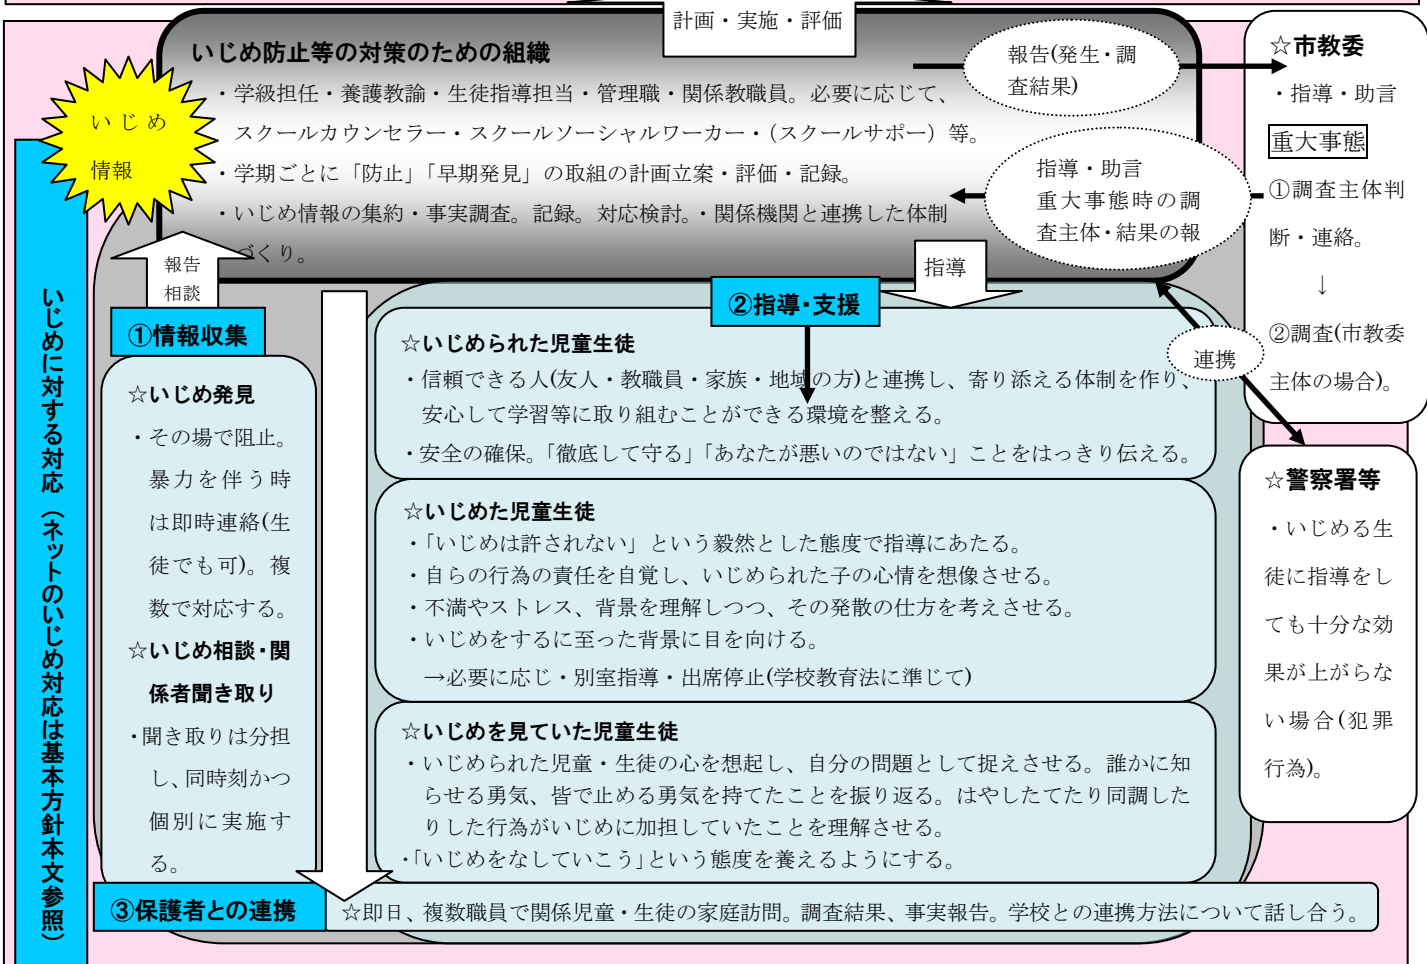 計画・実施・評価
いじめ防止等の対策のための組織
・学級担任・養護教諭・生徒指導担当・管理職・関係教職員。必要に応じて、
スクールカウンセラー・スクールソーシャルワーカー・（スクールサポー）等。
・学期ごとに「防止」「早期発見」の取組の計画立案・評価・記録。
・いじめ情報の集約・事実調査。記録。対応検討。・関係機関と連携した体制
づくり。
いじめ
情報
報告(発生・調
査結果)
指導・助言
重大事態時の調
査主体・結果の報
☆市教委
・指導・助言
重大事態
①調査主体判
断・連絡。
↓
②調査(市教委
主体の場合)。
報告
相談
指導
連携
いじめに対する対応（ネットのいじめ対応は基本方針本文参照）
①情報収集
☆いじめ発見
・その場で阻止。
暴力を伴う時
は即時連絡(生
徒でも可)。複
数で対応する。
☆いじめ相談・関
係者聞き取り
・聞き取りは分担
し、同時刻かつ
個別に実施す
る。
②指導・支援
☆いじめられた児童生徒
・信頼できる人(友人・教職員・家族・地域の方)と連携し、寄り添える体制を作り、
安心して学習等に取り組むことができる環境を整える。
・安全の確保。「徹底して守る」「あなたが悪いのではない」ことをはっきり伝える。
☆いじめた児童生徒
・「いじめは許されない」という毅然とした態度で指導にあたる。
・自らの行為の責任を自覚し、いじめられた子の心情を想像させる。
・不満やストレス、背景を理解しつつ、その発散の仕方を考えさせる。
・いじめをするに至った背景に目を向ける。
→必要に応じ・別室指導・出席停止(学校教育法に準じて)
☆いじめを見ていた児童生徒
・いじめられた児童・生徒の心を想起し、自分の問題として捉えさせる。誰かに知
らせる勇気、皆で止める勇気を持てたことを振り返る。はやしたてたり同調した
りした行為がいじめに加担していたことを理解させる。
・「いじめをなしていこう」という態度を養えるようにする。
☆警察署等
・いじめる生
徒に指導をし
ても十分な効
果が上がらな
い場合(犯罪
行為)。
③保護者との連携
☆即日、複数職員で関係児童・生徒の家庭訪問。調査結果、事実報告。学校との連携方法について話し合う。